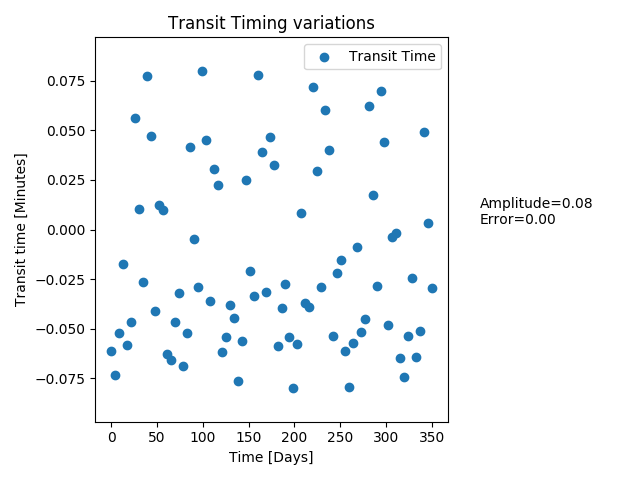 Transit Timing variations
Transit Time
0.075
0.050
0.025
0.000
−0.025
−0.050
−0.075
Transit time [Minutes]
0 50 100 150 200 250 300 350
Time [Days]
Amplitude=0.08
Error=0.00